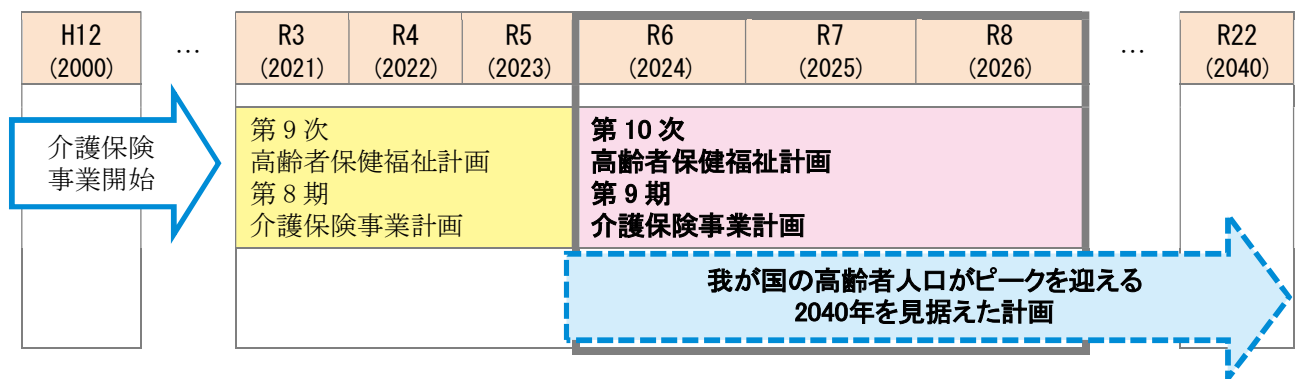 H12
(2000)
…
R3
(2021)
R4
(2022)
R5
(2023)
R6
(2024)
R7
(2025)
R8
(2026)
…
R22
(2040)
介護保険
事業開始
第9次
高齢者保健福祉計画
第8期
介護保険事業計画
第10次
高齢者保健福祉計画
第9期
介護保険事業計画
我が国の高齢者人口がピークを迎える
2040年を見据えた計画